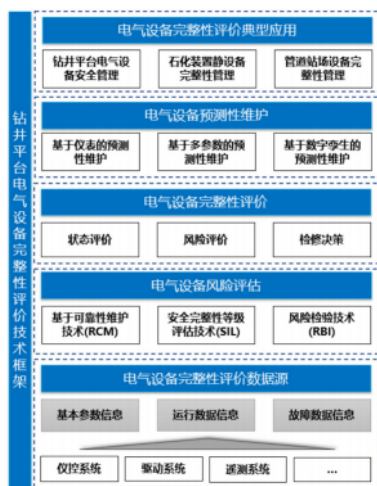 钻井平台电气设备完整性评价技术框架
电气设备完整性评价典型应用
钻井平台电气设
备安全管理
石化装置静设备
完整性管理
管道站场设备完
整性管理
电气设备预测性维护
基于仪表的预测
性维护
基于多参数的预
测性维护
基于数字孪生的
预测性维护
电气设备完整性评价
状态评价
风险评价
检修决策
电气设备风险评估
基于可靠性维护
技术(RCM)
安全完整性等级
评估技术(SIL)
风险检验技术
(RBI)
电气设备完整性评价数据源
基本参数信息
运行数据信息
故障数据信息
仪控系统
驱动系统
遥测系统
...